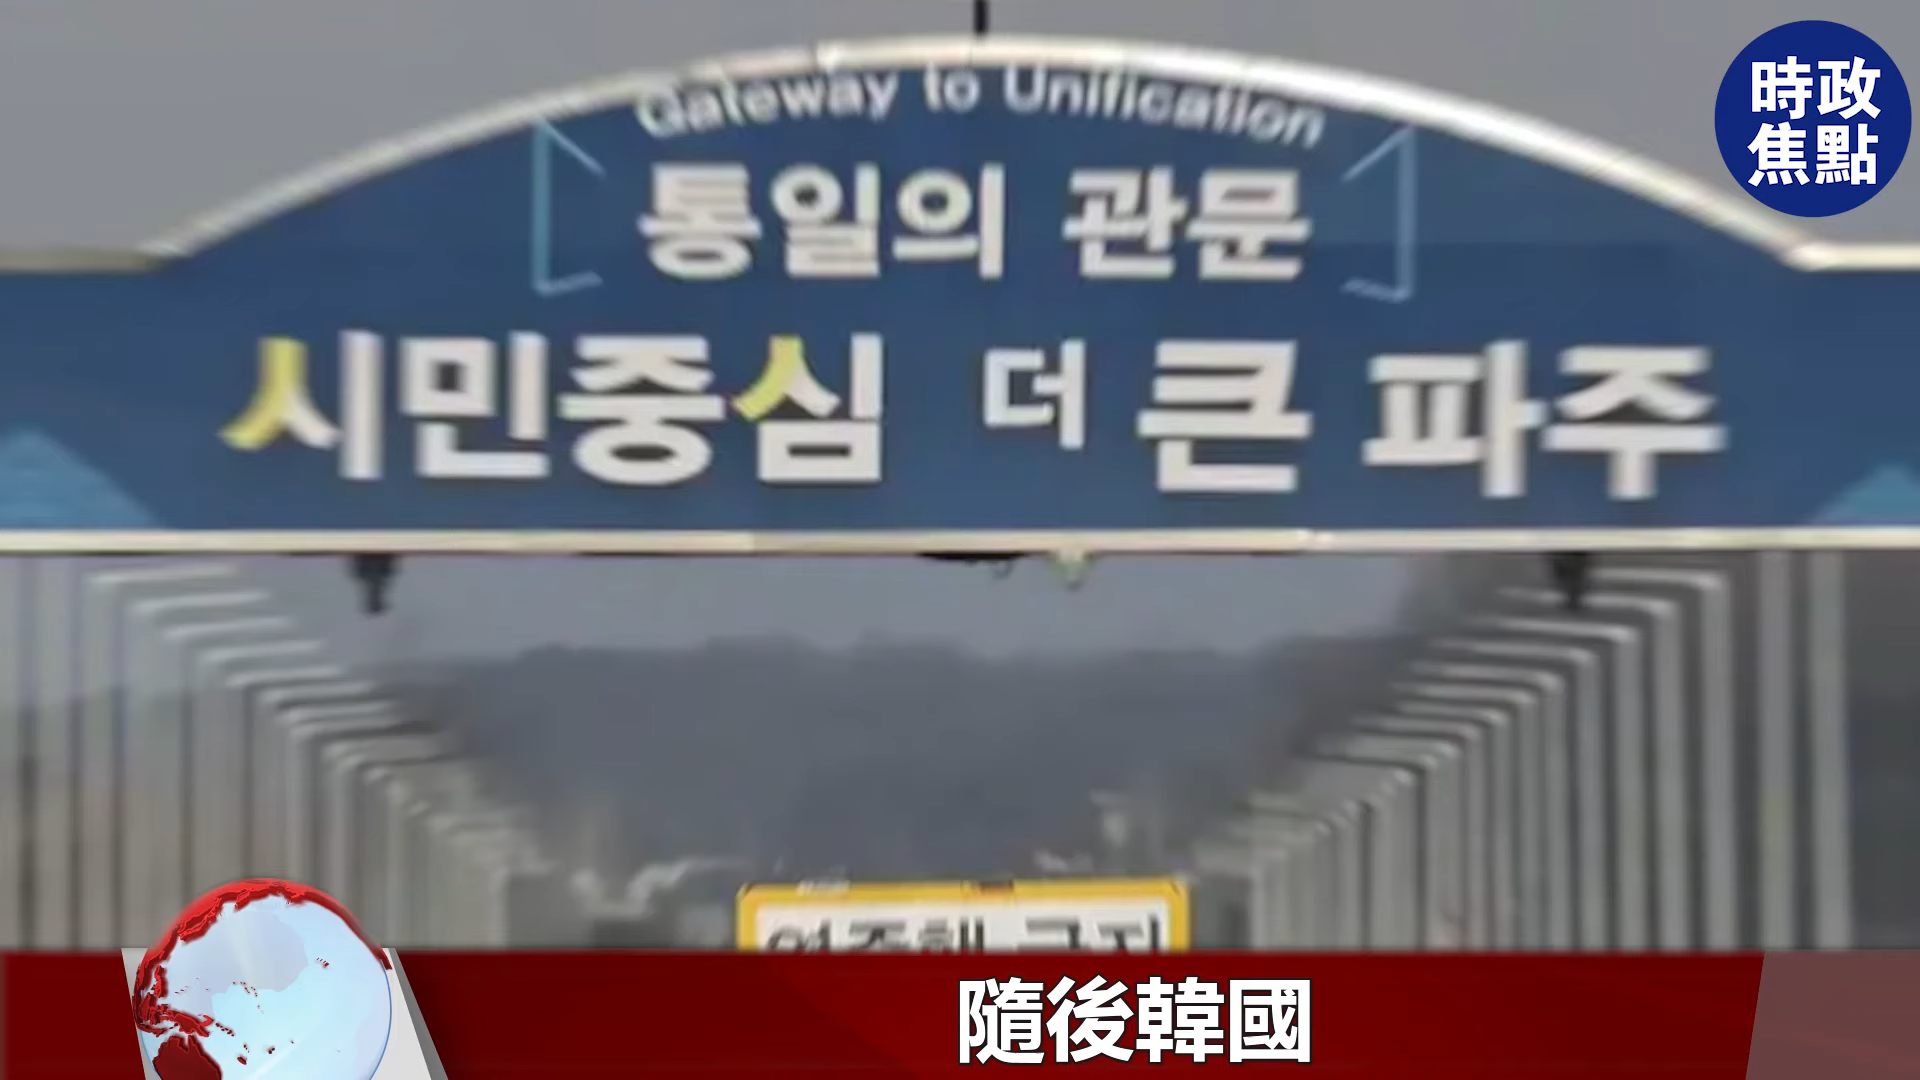 Gateway to Unification
통일의 관문
시민중심 더 큰 파주
時政
焦點
隨後韓國